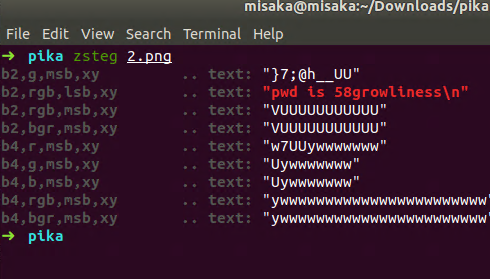 misaka@misaka:~/Downloads/pika
File Edit View Search Terminal Help
➜ pika zsteg 2.png
b2,g,msb,xy .. text: "}7;@h__UU"
b2,rgb,lsb,xy .. text: "pwd is 58growliness\n"
b2,rgb,msb,xy .. text: "VUUUUUUUUUUU"
b2,bgr,msb,xy .. text: "VUUUUUUUUUUU"
b4,r,msb,xy .. text: "w7UUywwwwwww"
b4,g,msb,xy .. text: "Uywwwwwww"
b4,b,msb,xy .. text: "Uywwwwwww"
b4,rgb,msb,xy .. text: "ywwwwwwwwwwwwwwwwwwwwwww"
b4,bgr,msb,xy .. text: "ywwwwwwwwwwwwwwwwwwwwwww"
➜ pika